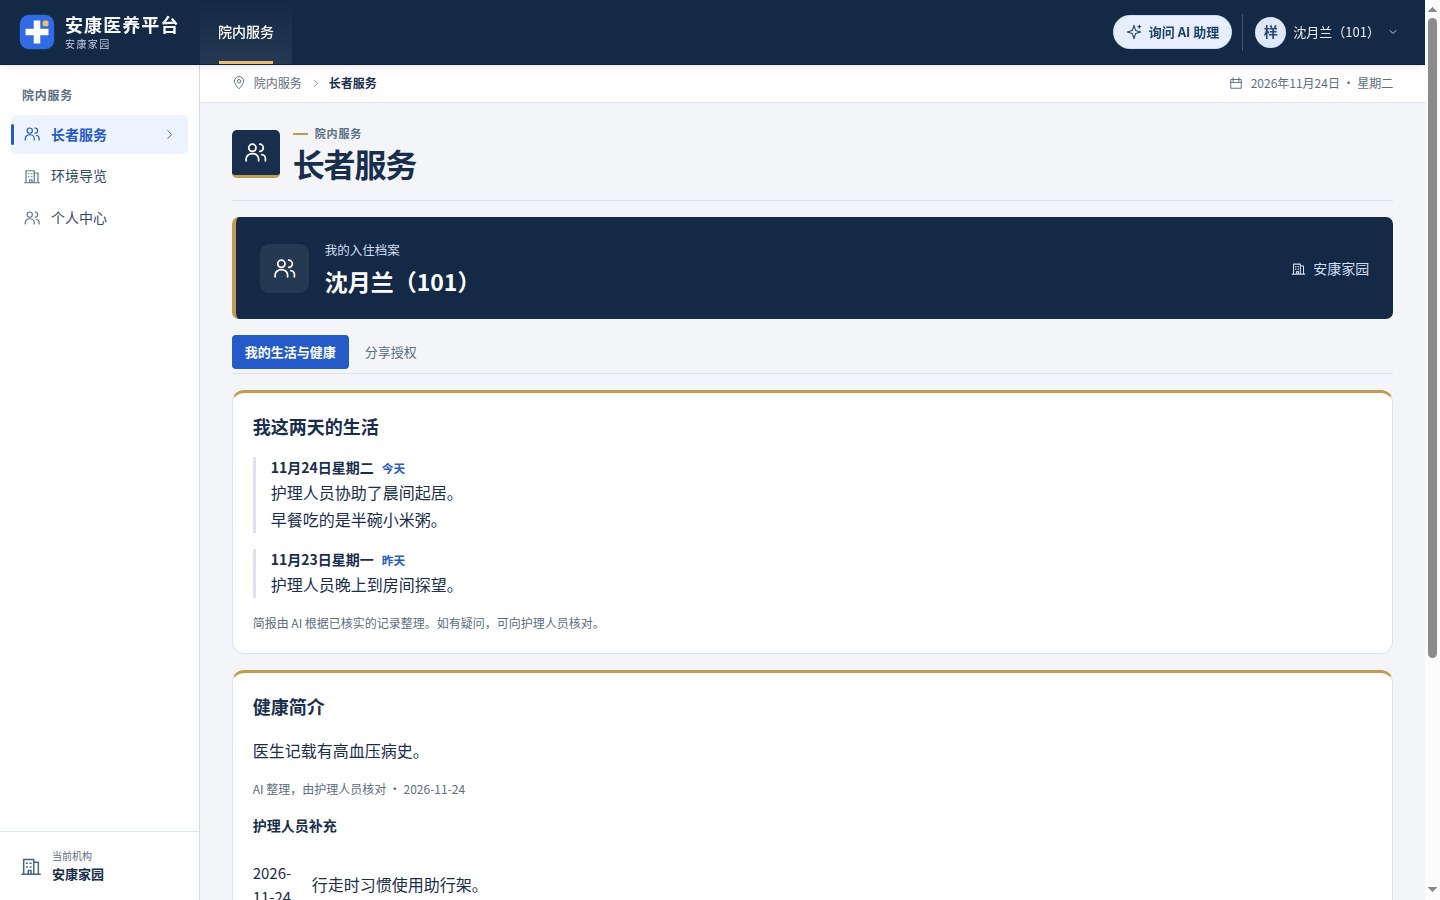 安康医养平台
安康家园
院内服务
询问 AI 助理
样
沈月兰（101）
院内服务
长者服务
环境导览
个人中心
当前机构
安康家园
院内服务
长者服务
2026年11月24日 · 星期二
院内服务
长者服务
我的入住档案
沈月兰（101）
安康家园
我的生活与健康
分享授权
我这两天的生活
11月24日星期二 今天
护理人员协助了晨间起居。
早餐吃的是半碗小米粥。
11月23日星期一 昨天
护理人员晚上到房间探望。
简报由 AI 根据已核实的记录整理。如有疑问，可向护理人员核对。
健康简介
医生记载有高血压病史。
AI 整理，由护理人员核对 · 2026-11-24
护理人员补充
2026-
11-24
行走时习惯使用助行架。